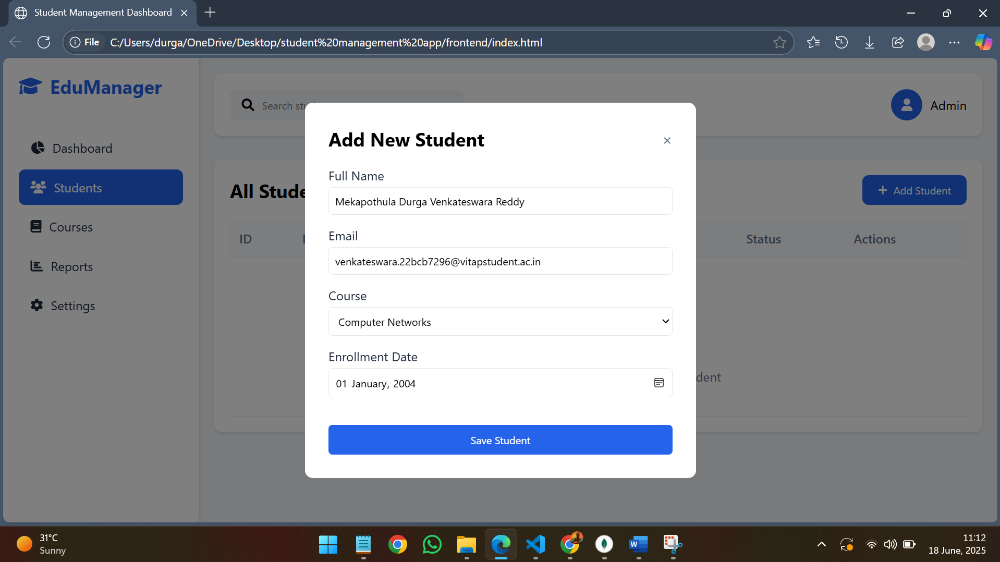 Student Management Dashboard
File C:/Users/durga/OneDrive/Desktop/student%20management%20app/frontend/index.html
EduManager
Dashboard
Students
Courses
Reports
Settings
Search
Admin
Add Student
ID
Status
Actions
Add New Student
Full Name
Mekapothula Durga Venkateswara Reddy
Email
venkateswara.22bcb7296@vitapstudent.ac.in
Course
Computer Networks
Enrollment Date
01 January, 2004
Save Student
All
31°C
Sunny
11:12
18 June, 2025